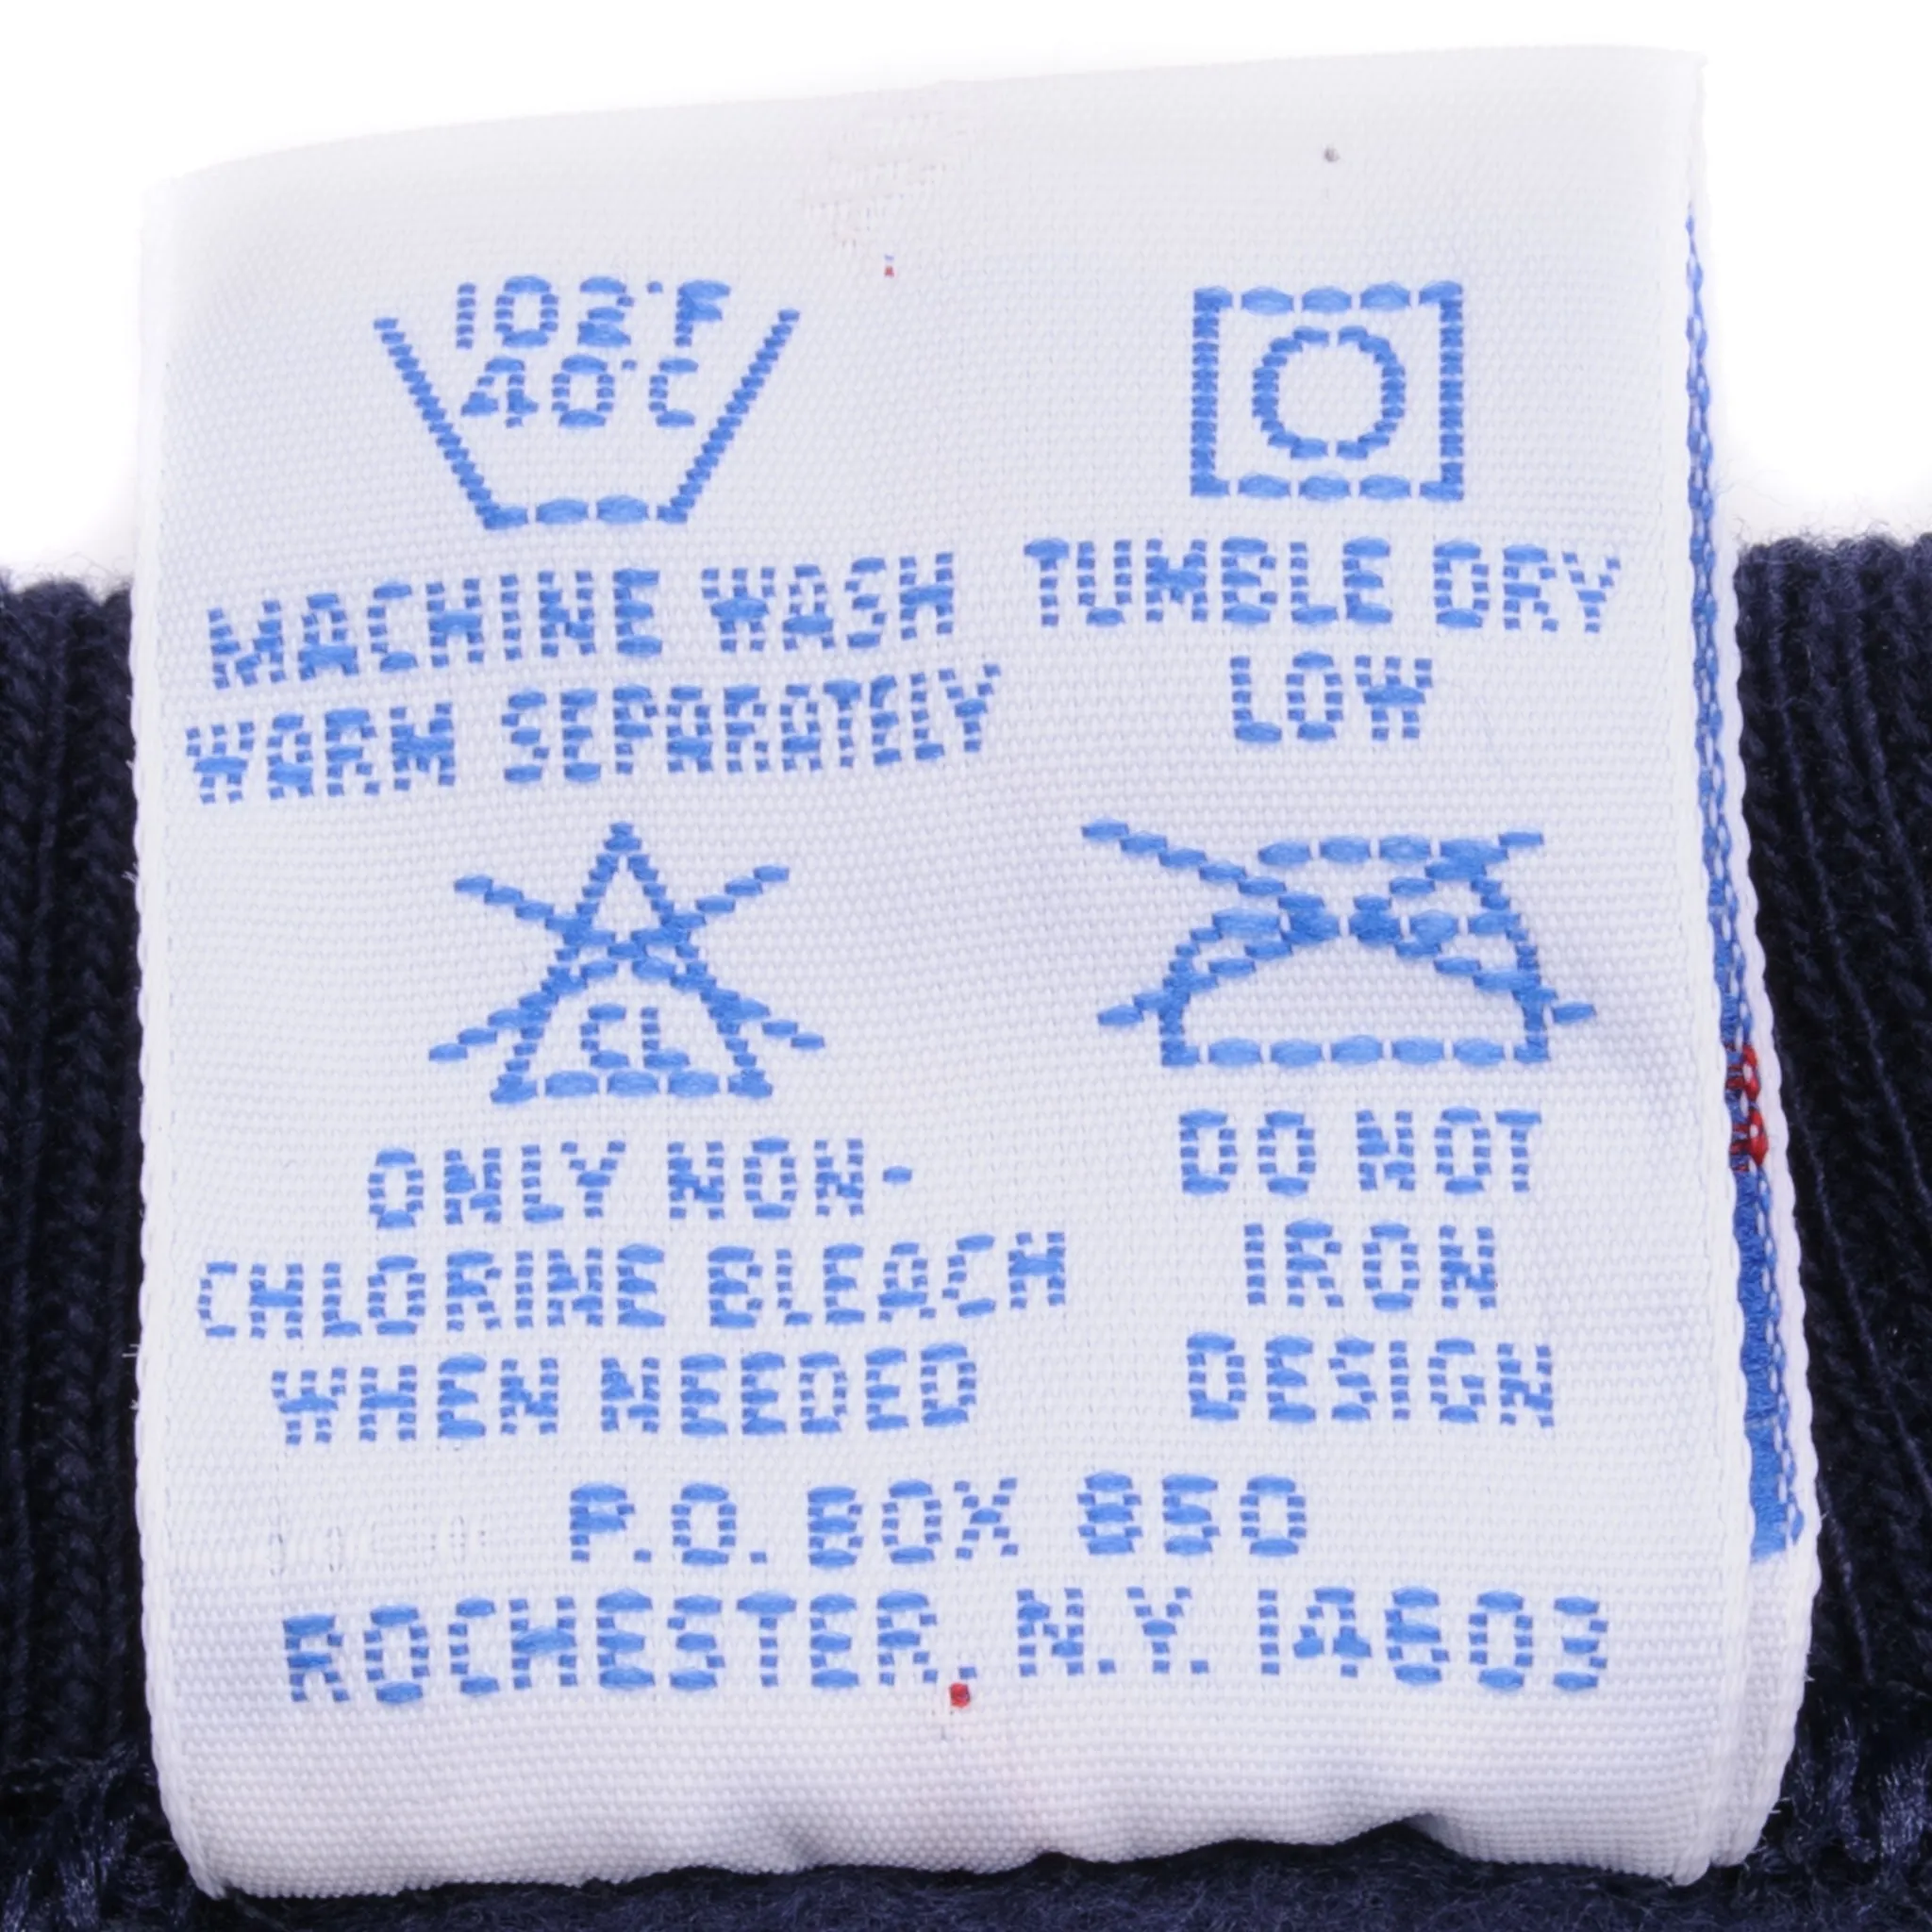 102°F
40°C
MACHINE WASH
WARM SEPARATELY
TUMBLE DRY
LOW
CL
ONLY NON-
CHLORINE BLEACH
WHEN NEEDED
DO NOT
IRON
DESIGN
P.O. BOX 850
ROCHESTER, N.Y. 14603